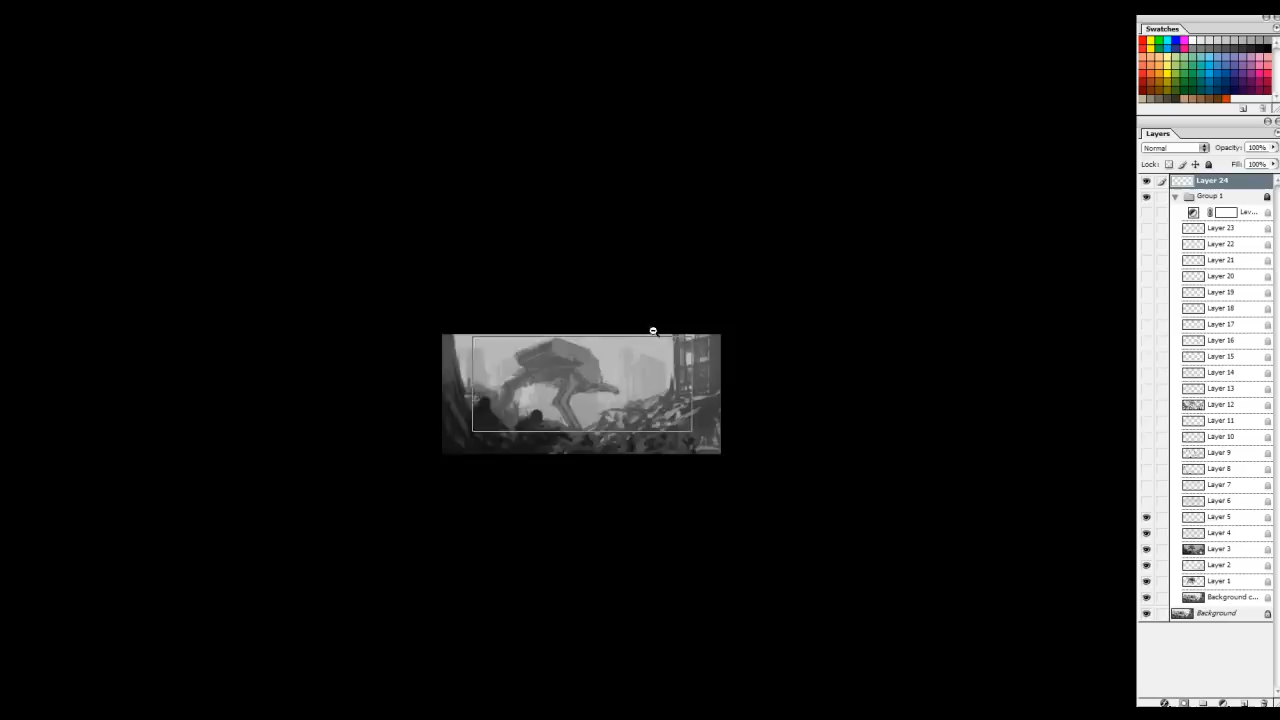 Swatches
Layers
Normal Opacity: 100%
Lock: Fill: 100%
Layer 24
Group 1
Lev...
Layer 23
Layer 22
Layer 21
Layer 20
Layer 19
Layer 18
Layer 17
Layer 16
Layer 15
Layer 14
Layer 13
Layer 12
Layer 11
Layer 10
Layer 9
Layer 8
Layer 7
Layer 6
Layer 5
Layer 4
Layer 3
Layer 2
Layer 1
Background c...
Background